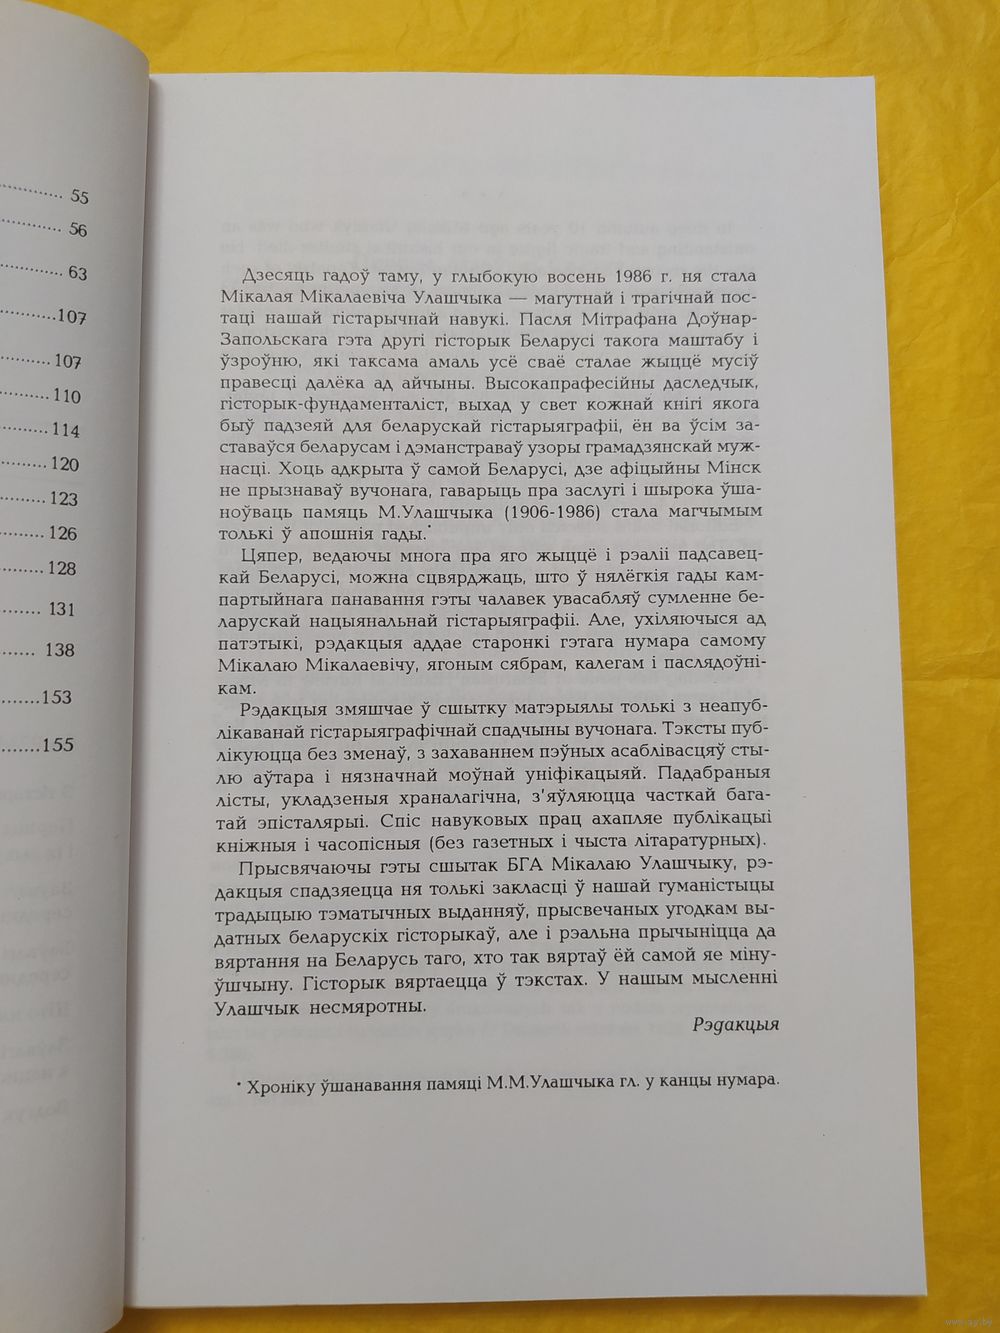 55
56
63
107
107
110
114
120
123
126
128
131
138
153
155
Дзесяць гадоў таму, у глыбокую восень 1986 г. ня стала
Мікалая Мікалаевіча Улашчыка — магутнай і трагічнай пос-
таці нашай гістарычнай навукі. Пасля Мітрафана Доўнар-
Запольскага гэта другі гісторык Беларусі такога маштабу і
ўзроўню, які таксама амаль усё сваё сталае жыццё мусіў
правесці далёка ад айчыны. Высокапрафесійны даследчык,
гісторык-фундаменталіст, выхад у свет кожнай кнігі якога
быў падзеяй для беларускай гістарыяграфіі, ён ва ўсім за-
ставаўся беларусам і дэманстраваў узоры грамадзянскай муж-
насці. Хоць адкрыта ў самой Беларусі, дзе афіцыйны Мінск
не прызнаваў вучонага, гаварыць пра заслугі і шырока ўша-
ноўваць памяць М.Улашчыка (1906-1986) стала магчымым
толькі ў апошнія гады.*
Цяпер, ведаючы многа пра яго жыццё і рэаліі падсавец-
кай Беларусі, можна сцвярджаць, што ў нялёгкія гады кам-
партыйнага панавання гэты чалавек увасабляў сумленне бе-
ларускай нацыянальнай гістарыяграфіі. Але, ухіляючыся ад
патэтыкі, рэдакцыя аддае старонкі гэтага нумара самому
Мікалаю Мікалаевічу, ягоным сябрам, калегам і паслядоўні-
кам.
Рэдакцыя змяшчае ў сшытку матэрыялы толькі з неапуб-
лікаванай гістарыяграфічнай спадчыны вучонага. Тэксты пуб-
лікуюцца без зменаў, з захаваннем пэўных асаблівасцяў сты-
лю аўтара і нязначнай моўнай уніфікацыяй. Падабраныя
лісты, укладзеныя храналагічна, з'яўляюцца часткай бага-
тай эпісталярыі. Спіс навуковых прац ахапляе публікацыі
кніжныя і часопісныя (без газетных і чыста літаратурных).
Прысвячаючы гэты сшытак БГА Мікалаю Улашчыку, рэ-
дакцыя спадзяецца ня толькі закласці ў нашай гуманістыцы
традыцыю тэматычных выданняў, прысвечаных угодкам вы-
датных беларускіх гісторыкаў, але і рэальна прычыніцца да
вяртання на Беларусь таго, хто так вяртаў ёй самой яе міну-
ўшчыну. Гісторык вяртаецца ў тэкстах. У нашым мысленні
Улашчык несмяротны.
Рэдакцыя
* Хроніку ўшанавання памяці М.М.Улашчыка гл. у канцы нумара.
www.ay.by